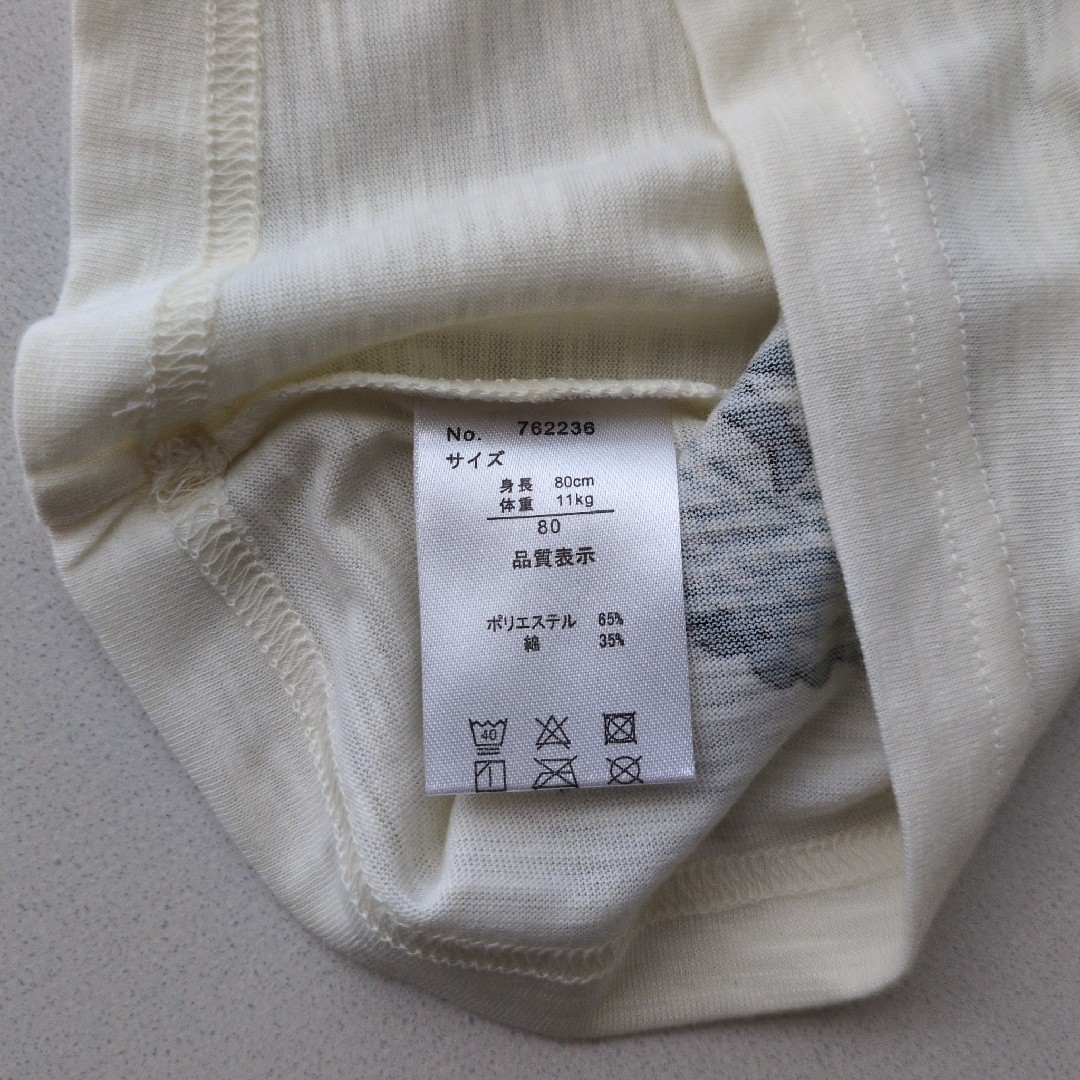 No. 762236
サイズ
身長 80cm
体重 11kg
80
品質表示
ポリエステル 65%
綿 35%
40